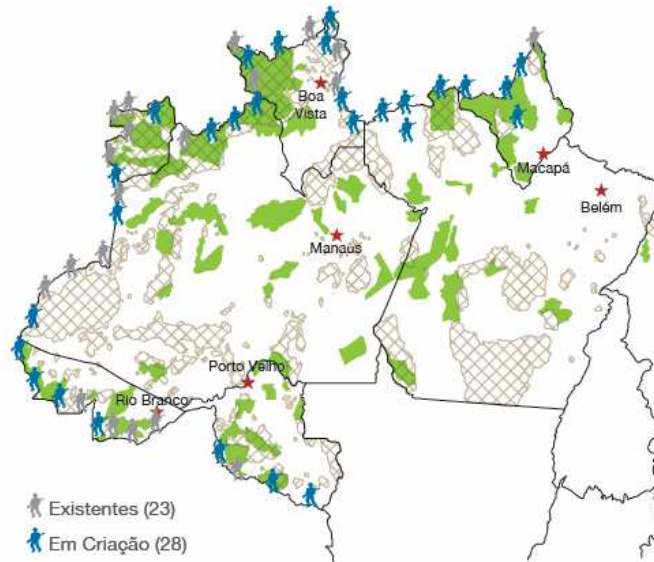 Boa
Vista
Macapá
Belém
Manaus
Porto Velho
Rio Branco
Existentes (23)
Em Criação (28)